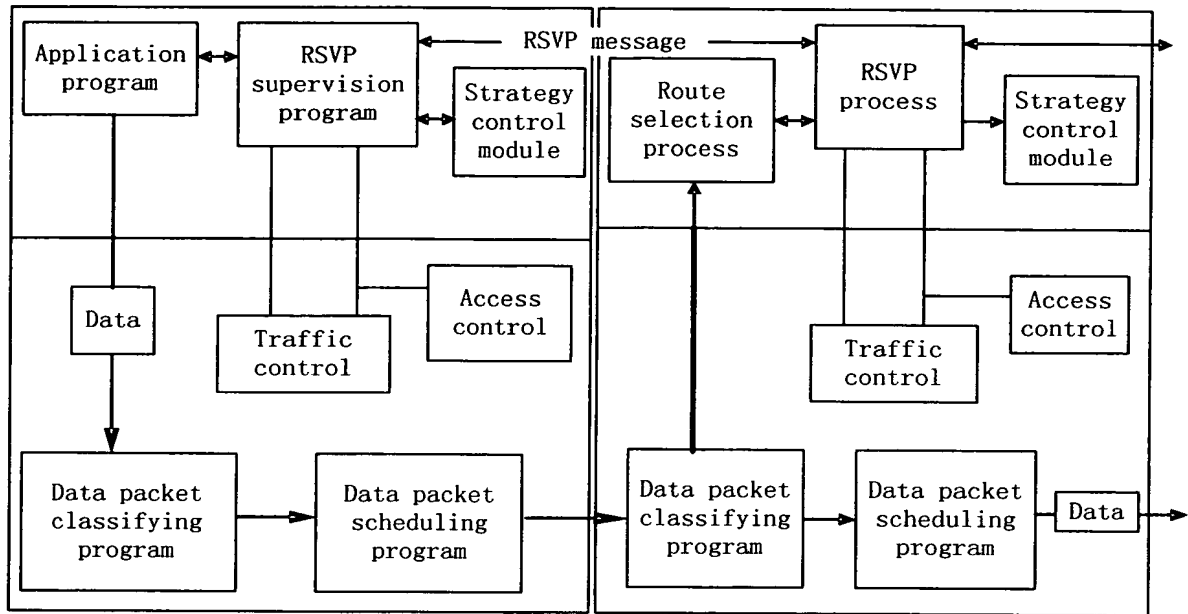 Application
program
RSVP
supervision
program
RSVP message
Strategy
control
module
Route
selection
process
RSVP
process
Strategy
control
module
Data
Traffic
control
Access
control
Traffic
control
Access
control
Data packet
classifying
program
Data packet
scheduling
program
Data packet
classifying
program
Data packet
scheduling
program
Data